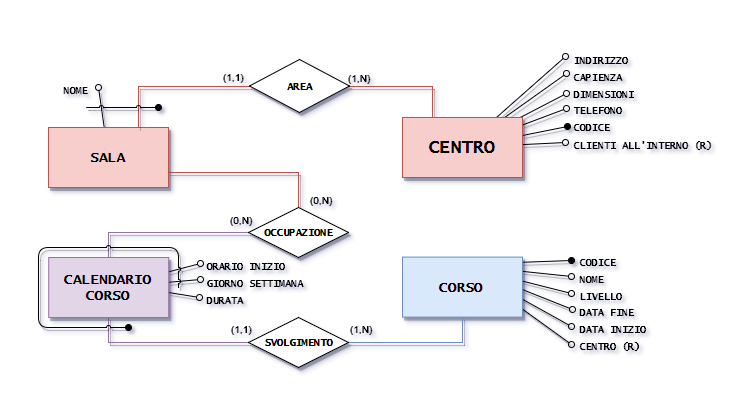 INDIRIZZO
(1,1)
AREA
(1,N)
CAPIENZA
NOME
DIMENSIONI
TELEFONO
CODICE
SALA
CENTRO
CLIENTI ALL'INTERNO (R)
(0,N)
(0,N)
OCCUPAZIONE
ORARIO INIZIO
CODICE
CALENDARIO
CORSO
GIORNO SETTIMANA
NOME
CORSO
LIVELLO
DURATA
DATA FINE
(1,1)
SVOLGIMENTO
(1,N)
DATA INIZIO
CENTRO (R)